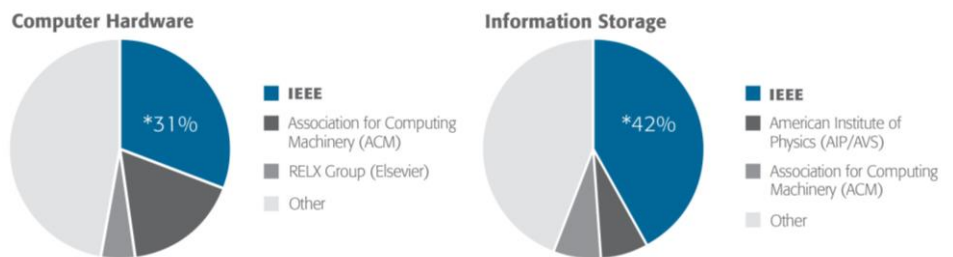 Computer Hardware
*31%
IEEE
Association for Computing
Machinery (ACM)
RELX Group (Elsevier)
Other
Information Storage
*42%
IEEE
American Institute of
Physics (AIP/AVS)
Association for Computing
Machinery (ACM)
Other